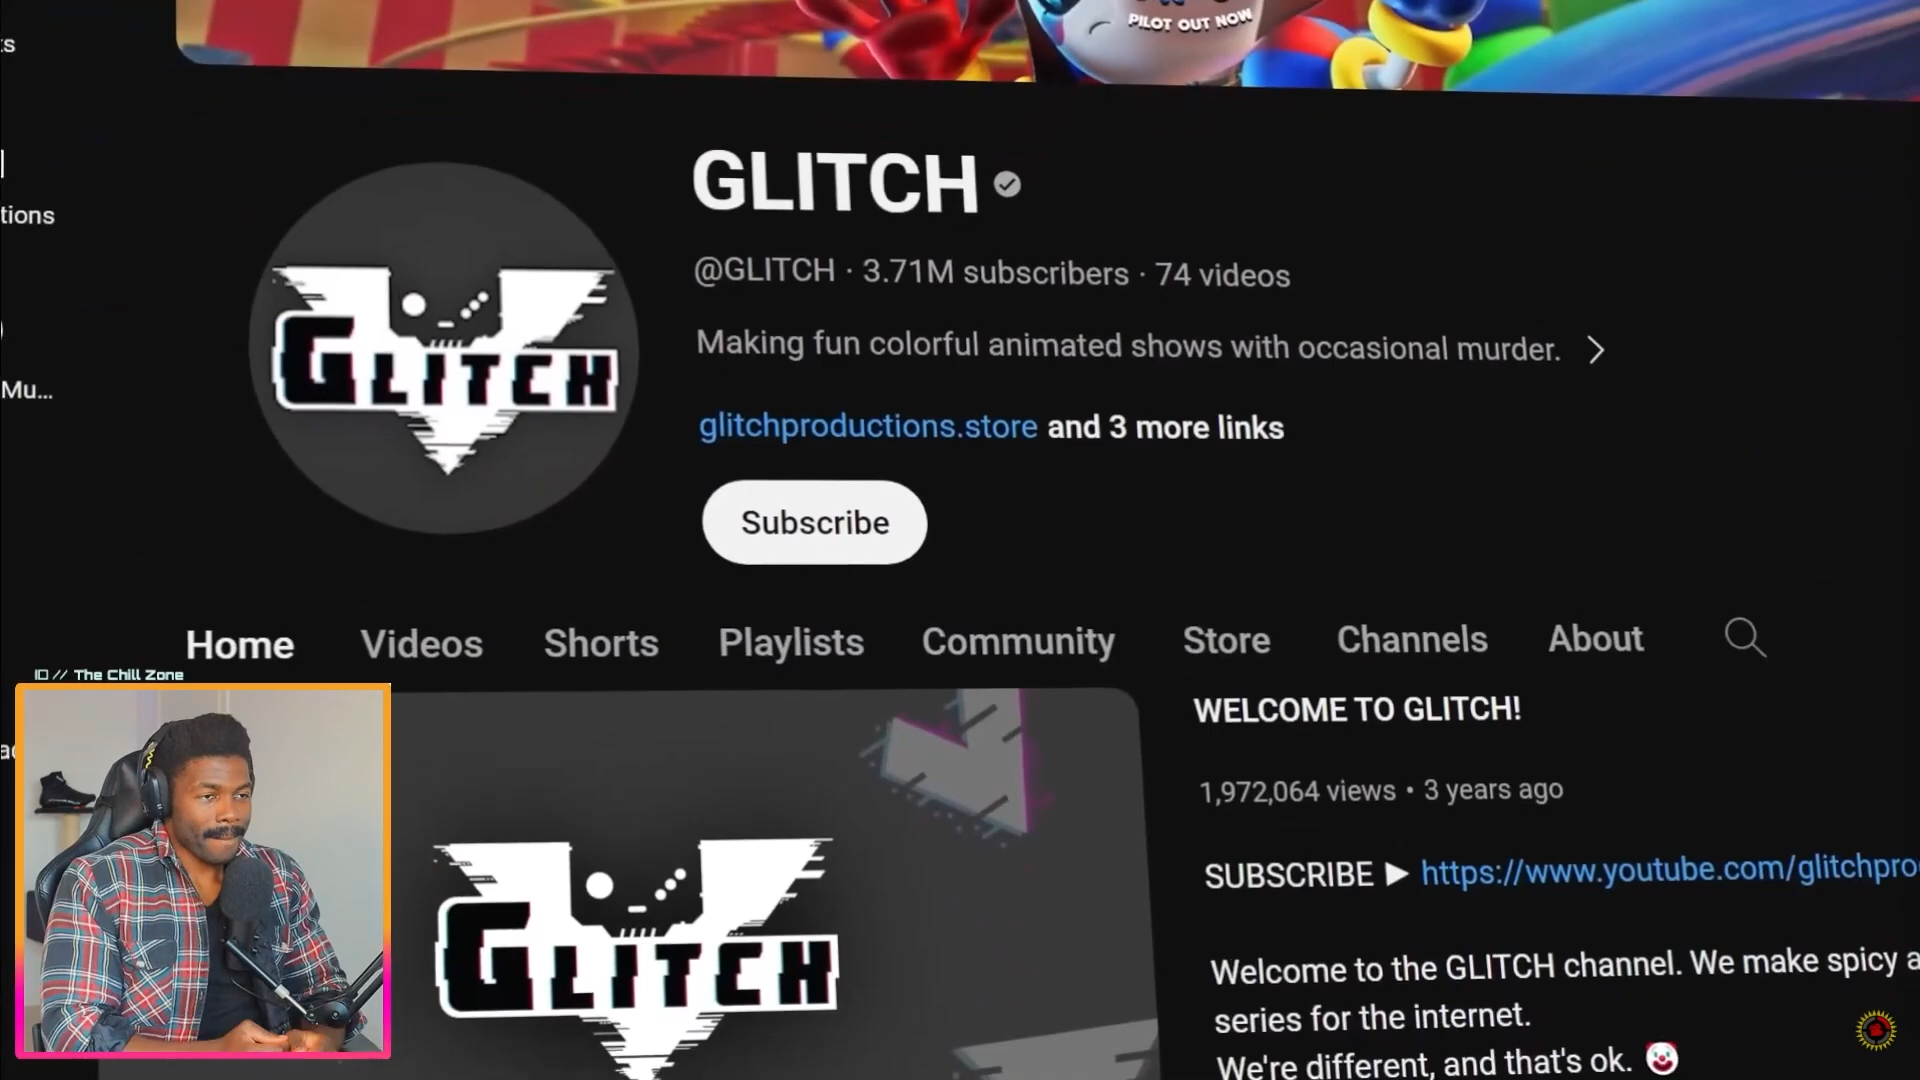 PILOT OUT NOW
GLITCH
@GLITCH · 3.71M subscribers · 74 videos
tions
Making fun colorful animated shows with occasional murder.
Mu...
GLITCH
glitchproductions.store and 3 more links
Subscribe
Home Videos Shorts Playlists Community Store Channels About
ID // The Chill Zone
WELCOME TO GLITCH!
1,972,064 views • 3 years ago
SUBSCRIBE ► https://www.youtube.com/glitchpro
GLITCH
Welcome to the GLITCH channel. We make spicy a
series for the internet.
We're different, and that's ok. 🤡